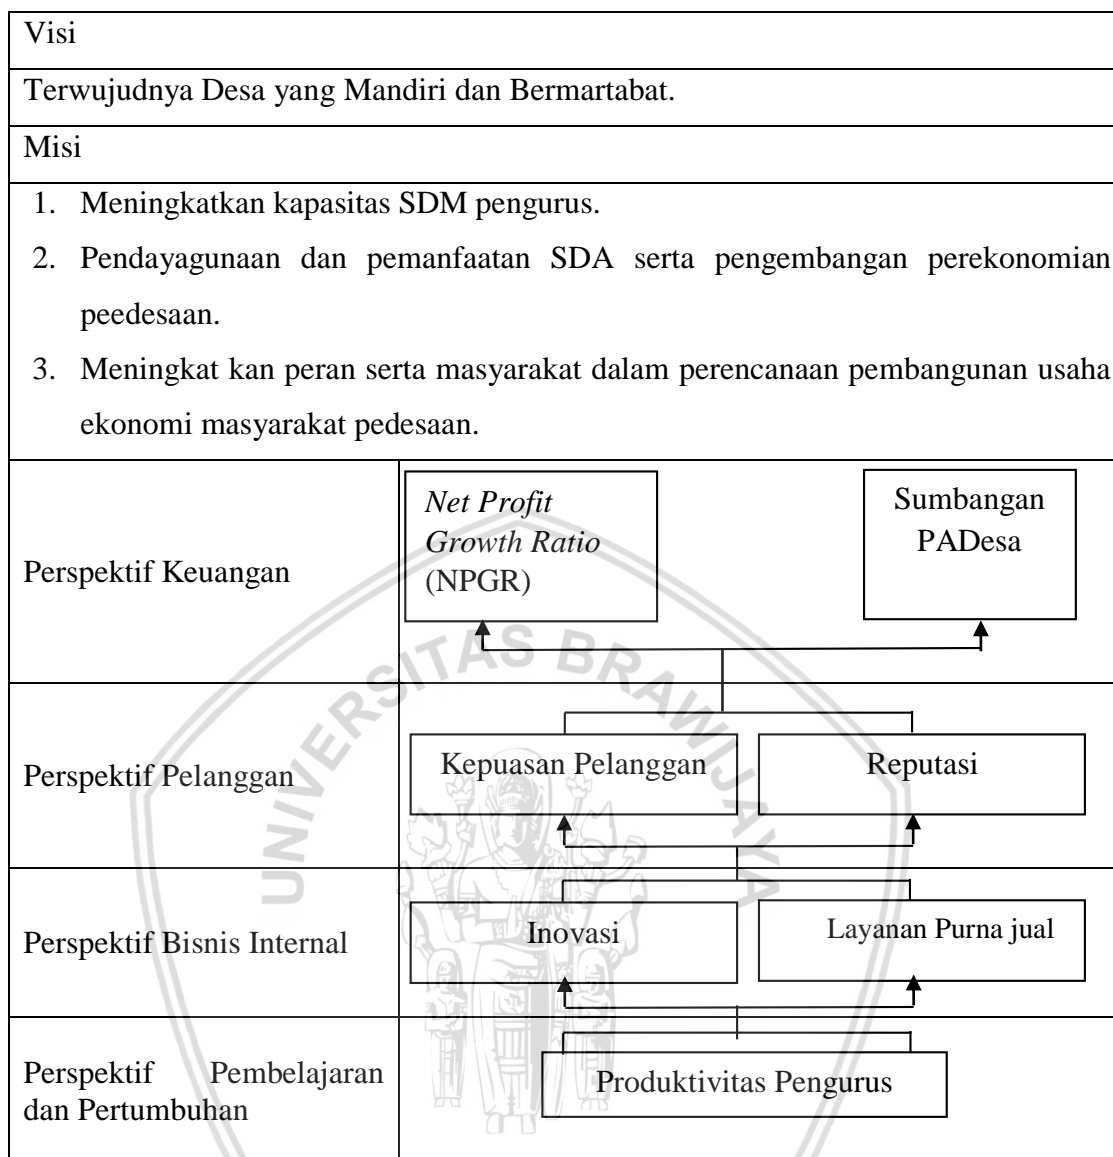 Visi
Terwujudnya Desa yang Mandiri dan Bermartabat.
Misi
1. Meningkatkan kapasitas SDM pengurus.
2. Pendayagunaan dan pemanfaatan SDA serta pengembangan perekonomian
peedesaan.
3. Meningkat kan peran serta masyarakat dalam perencanaan pembangunan usaha
ekonomi masyarakat pedesaan.
Perspektif Keuangan
Net Profit
Growth Ratio
(NPGR)
Sumbangan
PADesa
Perspektif Pelanggan
Kepuasan Pelanggan
Reputasi
Perspektif Bisnis Internal
Inovasi
Layanan Purna jual
Perspektif Pembelajaran
dan Pertumbuhan
Produktivitas Pengurus
UNIVERSITAS BRAWIJAYA